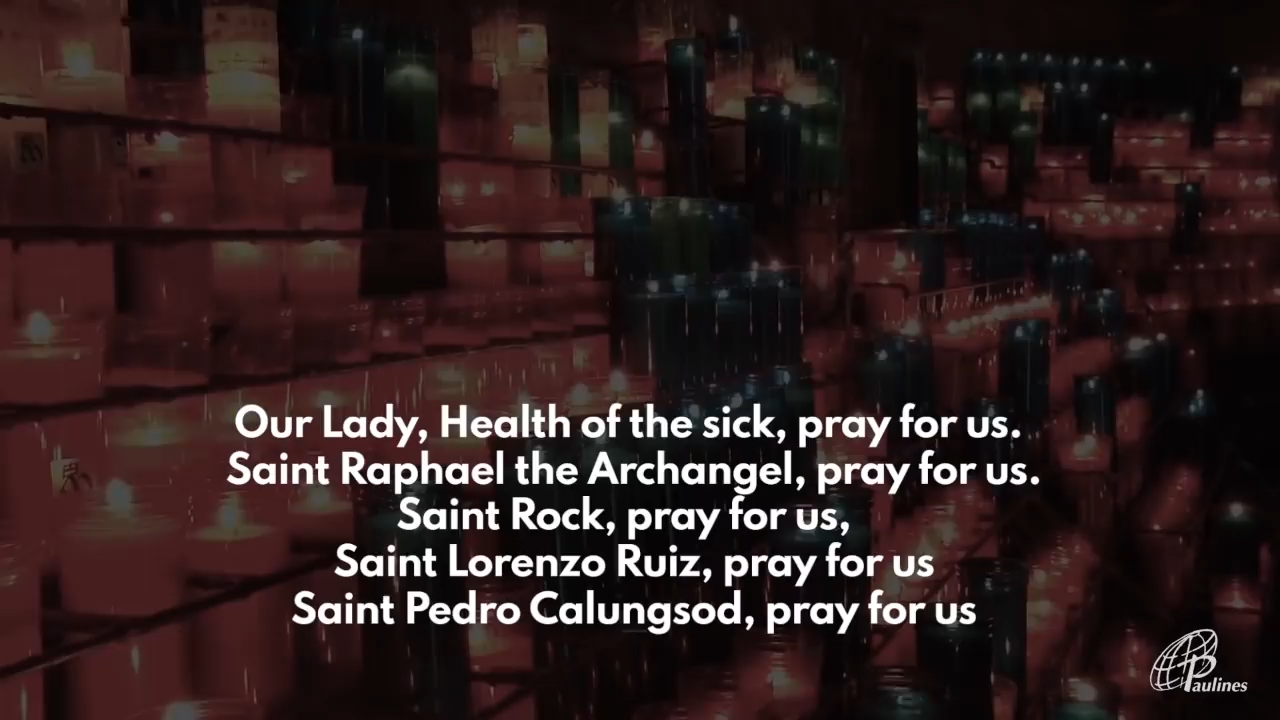 Our Lady, Health of the sick, pray for us.
Saint Raphael the Archangel, pray for us.
Saint Rock, pray for us,
Saint Lorenzo Ruiz, pray for us
Saint Pedro Calungsod, pray for us
Paulines